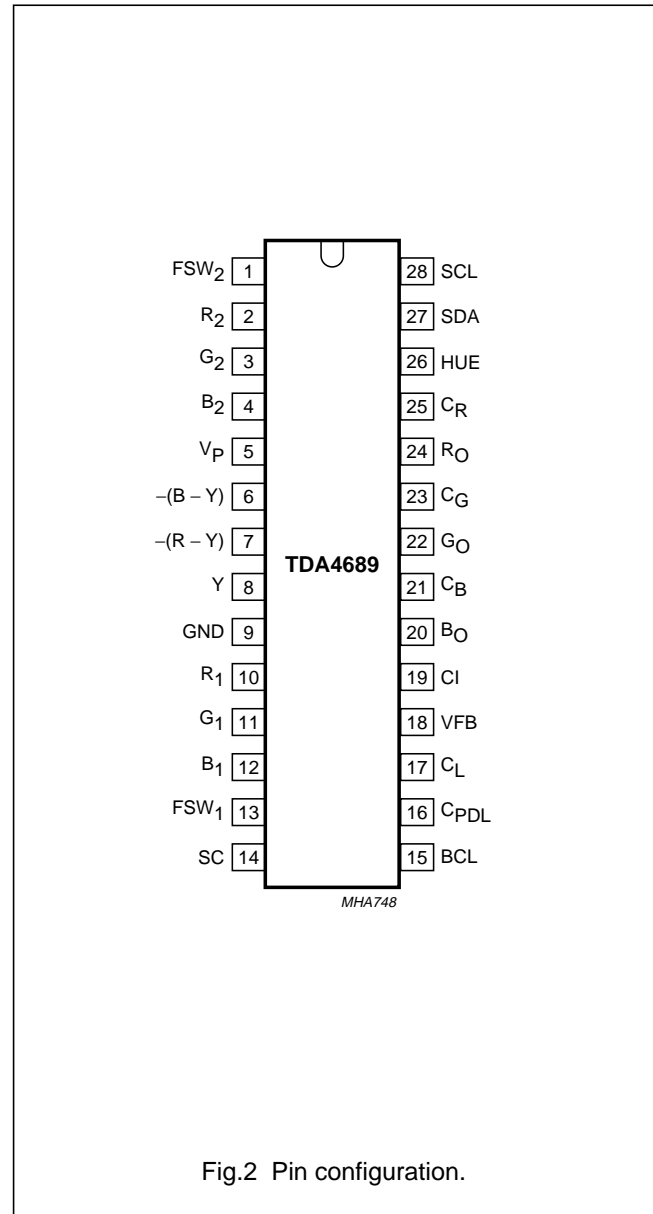 FSW2 1 28 SCL
R2 2 27 SDA
G2 3 26 HUE
B2 4 25 CR
VP 5 24 RO
−(B − Y) 6 23 CG
−(R − Y) 7 22 GO
TDA4689
Y 8 21 CB
GND 9 20 BO
R1 10 19 CI
G1 11 18 VFB
B1 12 17 CL
FSW1 13 16 CPDL
SC 14 15 BCL
MHA748
Fig.2 Pin configuration.